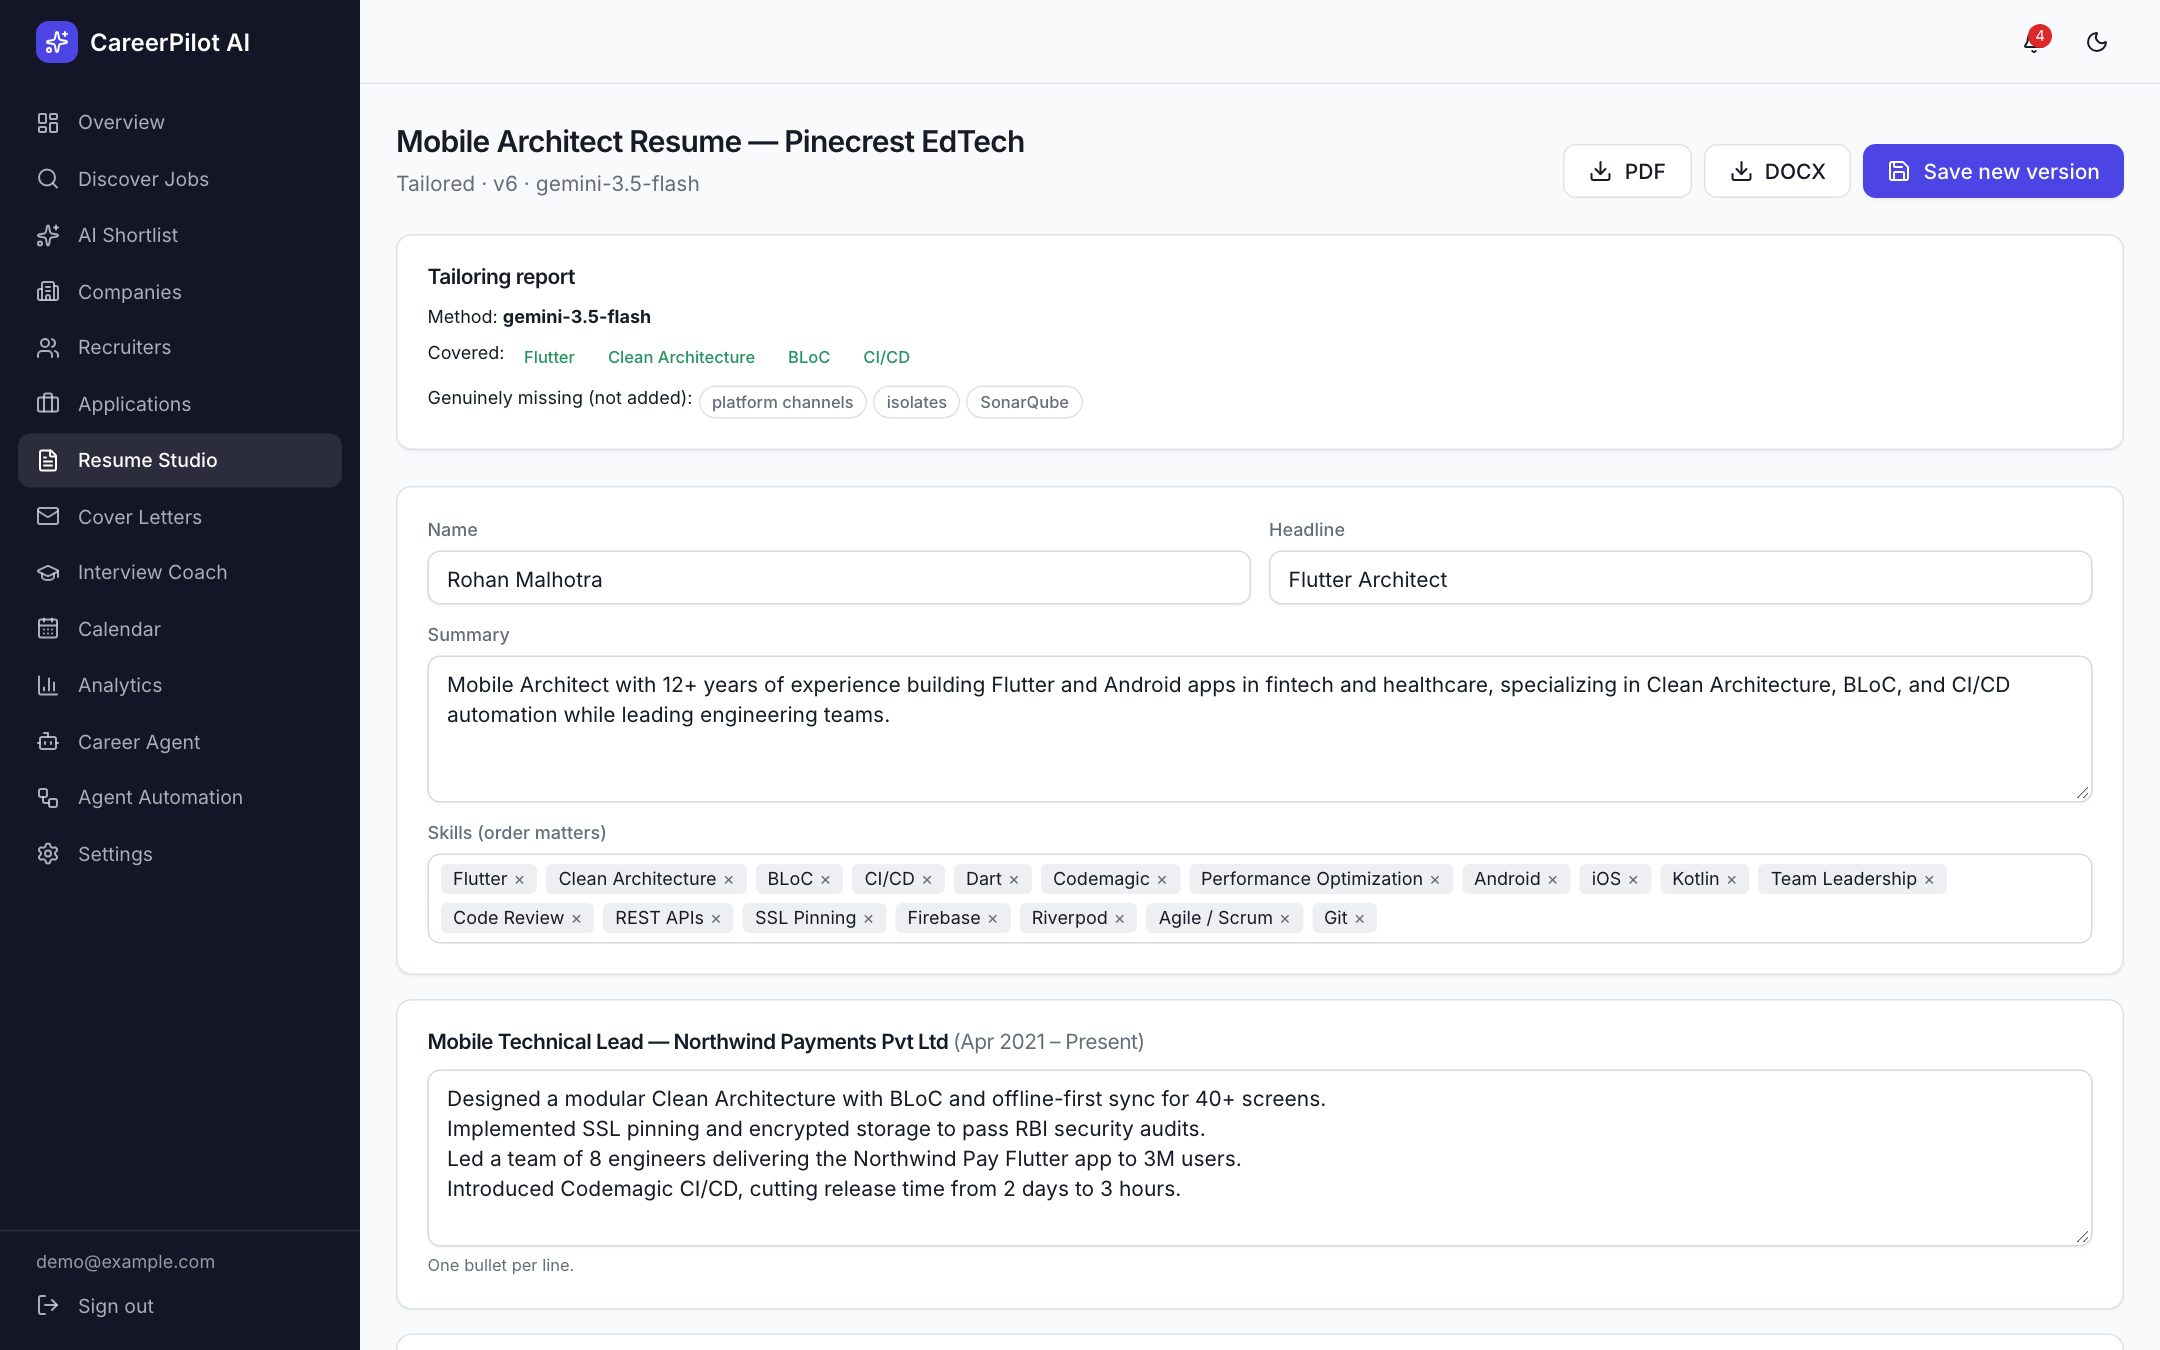 CareerPilot AI
Overview
Discover Jobs
AI Shortlist
Companies
Recruiters
Applications
Resume Studio
Cover Letters
Interview Coach
Calendar
Analytics
Career Agent
Agent Automation
Settings
demo@example.com
Sign out
4
Mobile Architect Resume — Pinecrest EdTech
Tailored · v6 · gemini-3.5-flash
PDF
DOCX
Save new version
Tailoring report
Method: gemini-3.5-flash
Covered: Flutter Clean Architecture BLoC CI/CD
Genuinely missing (not added): platform channels isolates SonarQube
Name
Rohan Malhotra
Headline
Flutter Architect
Summary
Mobile Architect with 12+ years of experience building Flutter and Android apps in fintech and healthcare, specializing in Clean Architecture, BLoC, and CI/CD
automation while leading engineering teams.
Skills (order matters)
Flutter × Clean Architecture × BLoC × CI/CD × Dart × Codemagic × Performance Optimization × Android × iOS × Kotlin × Team Leadership ×
Code Review × REST APIs × SSL Pinning × Firebase × Riverpod × Agile / Scrum × Git ×
Mobile Technical Lead — Northwind Payments Pvt Ltd (Apr 2021 – Present)
Designed a modular Clean Architecture with BLoC and offline-first sync for 40+ screens.
Implemented SSL pinning and encrypted storage to pass RBI security audits.
Led a team of 8 engineers delivering the Northwind Pay Flutter app to 3M users.
Introduced Codemagic CI/CD, cutting release time from 2 days to 3 hours.
One bullet per line.